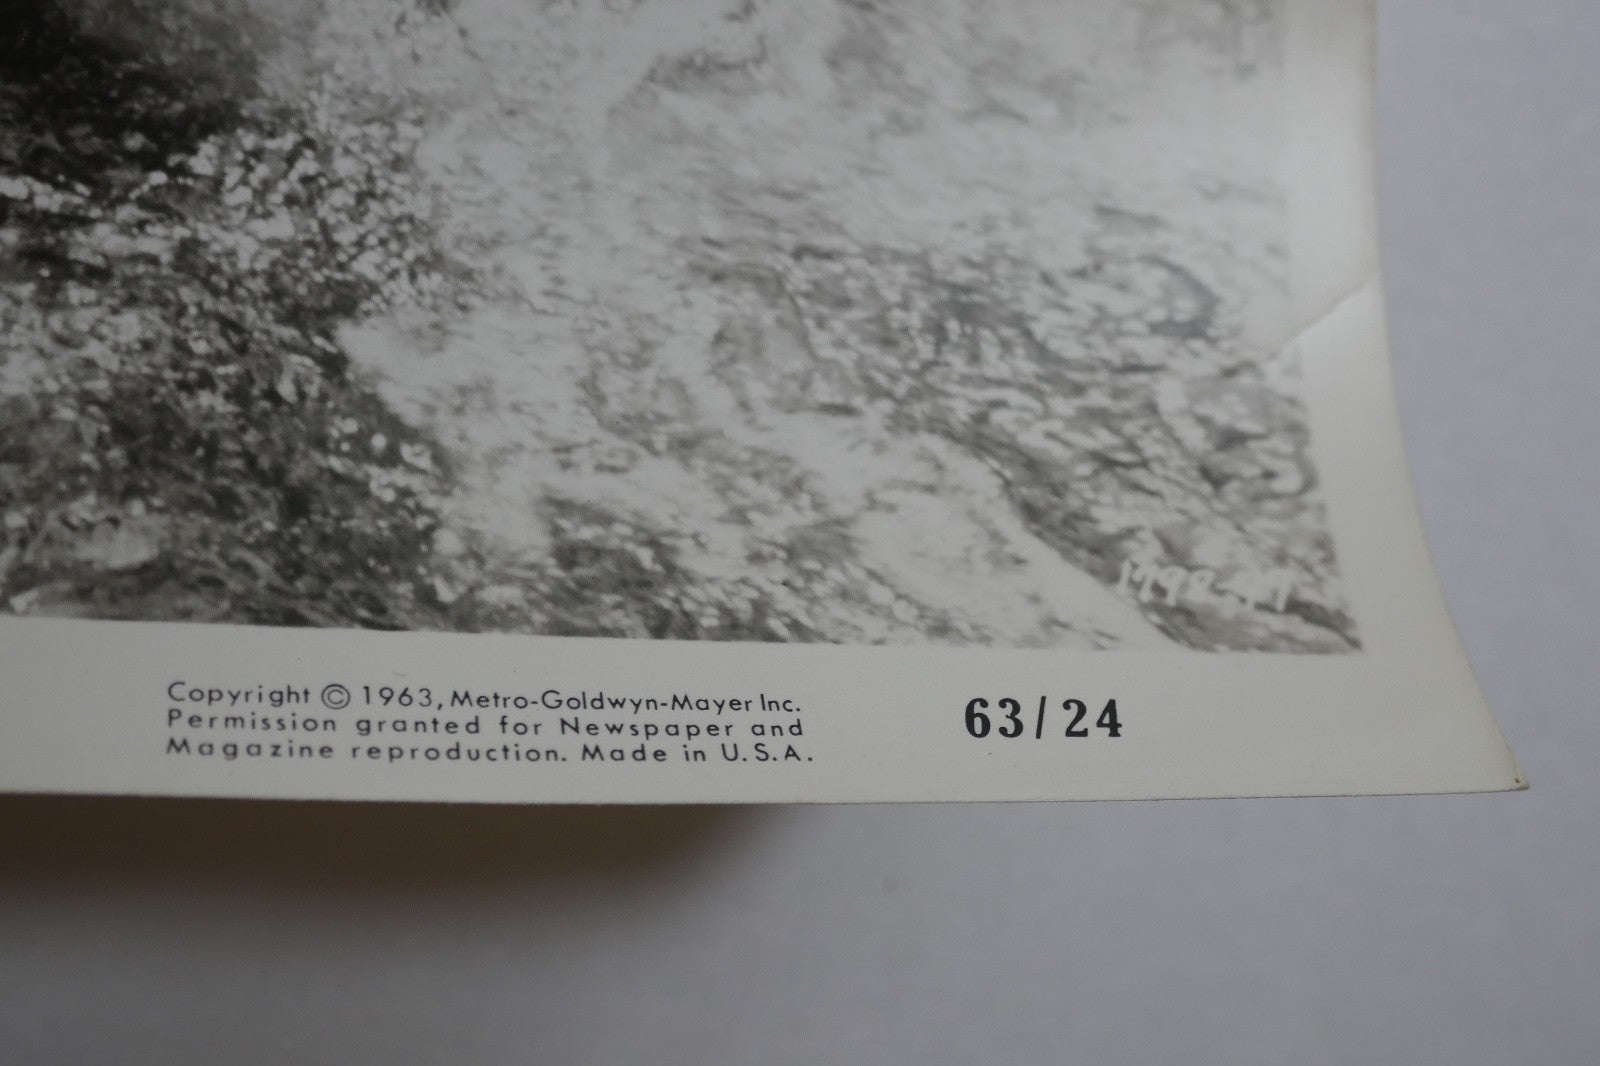 Copyright © 1963, Metro-Goldwyn-Mayer Inc.
Permission granted for Newspaper and
Magazine reproduction. Made in U.S.A.
63/24